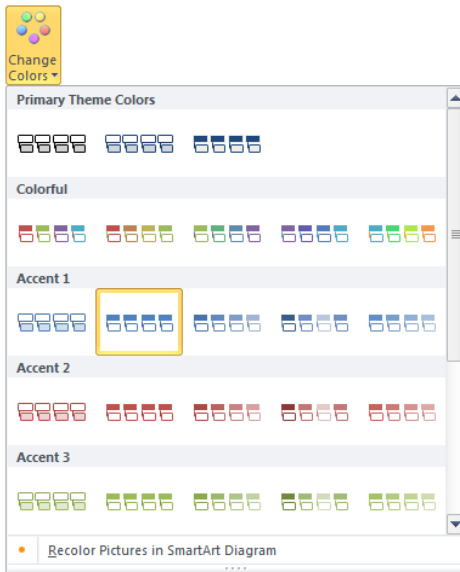 Change
Colors
Primary Theme Colors
Colorful
Accent 1
Accent 2
Accent 3
Recolor Pictures in SmartArt Diagram